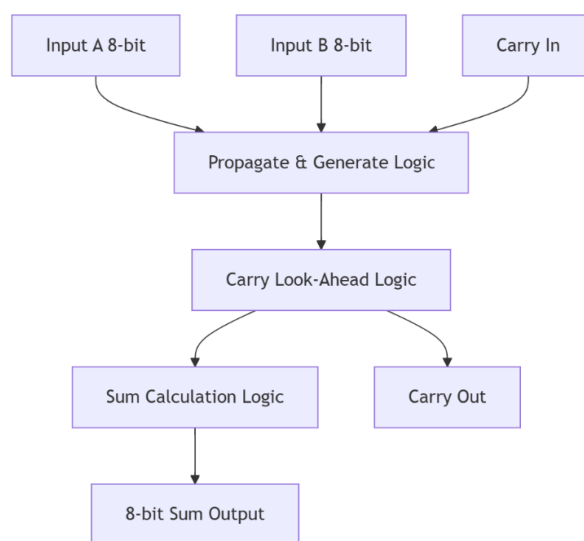 Input A 8-bit
Input B 8-bit
Carry In
Propagate & Generate Logic
Carry Look-Ahead Logic
Sum Calculation Logic
Carry Out
8-bit Sum Output